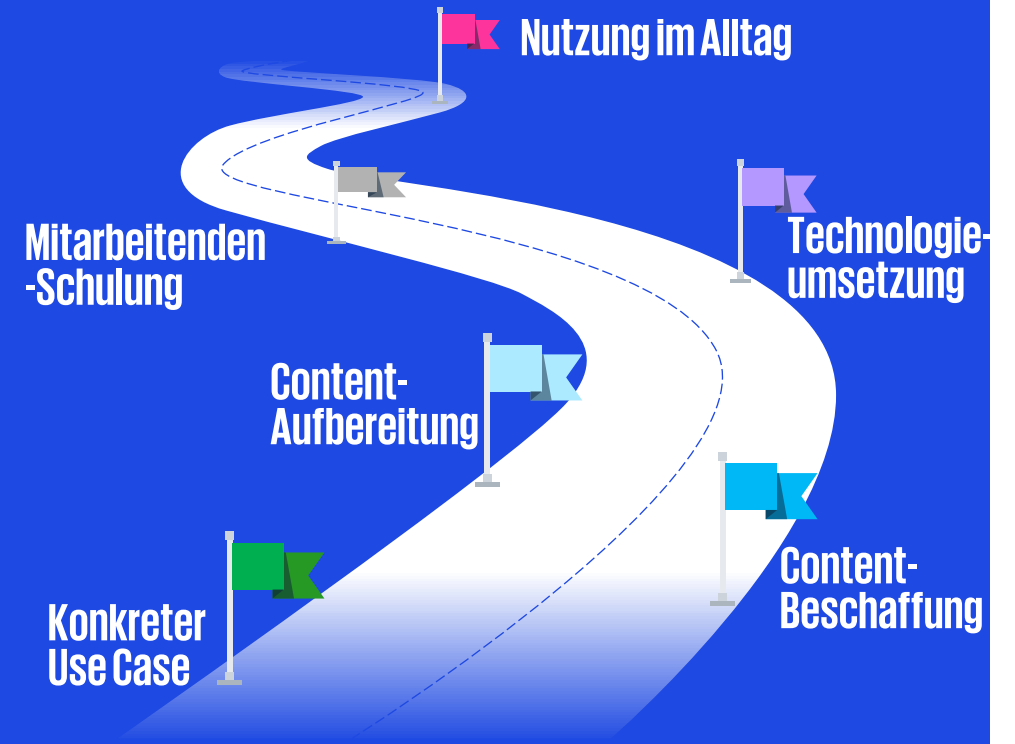 Nutzung im Alltag
Mitarbeitenden
-Schulung
Technologie-
umsetzung
Content-
Aufbereitung
Content-
Beschaffung
Konkreter
Use Case